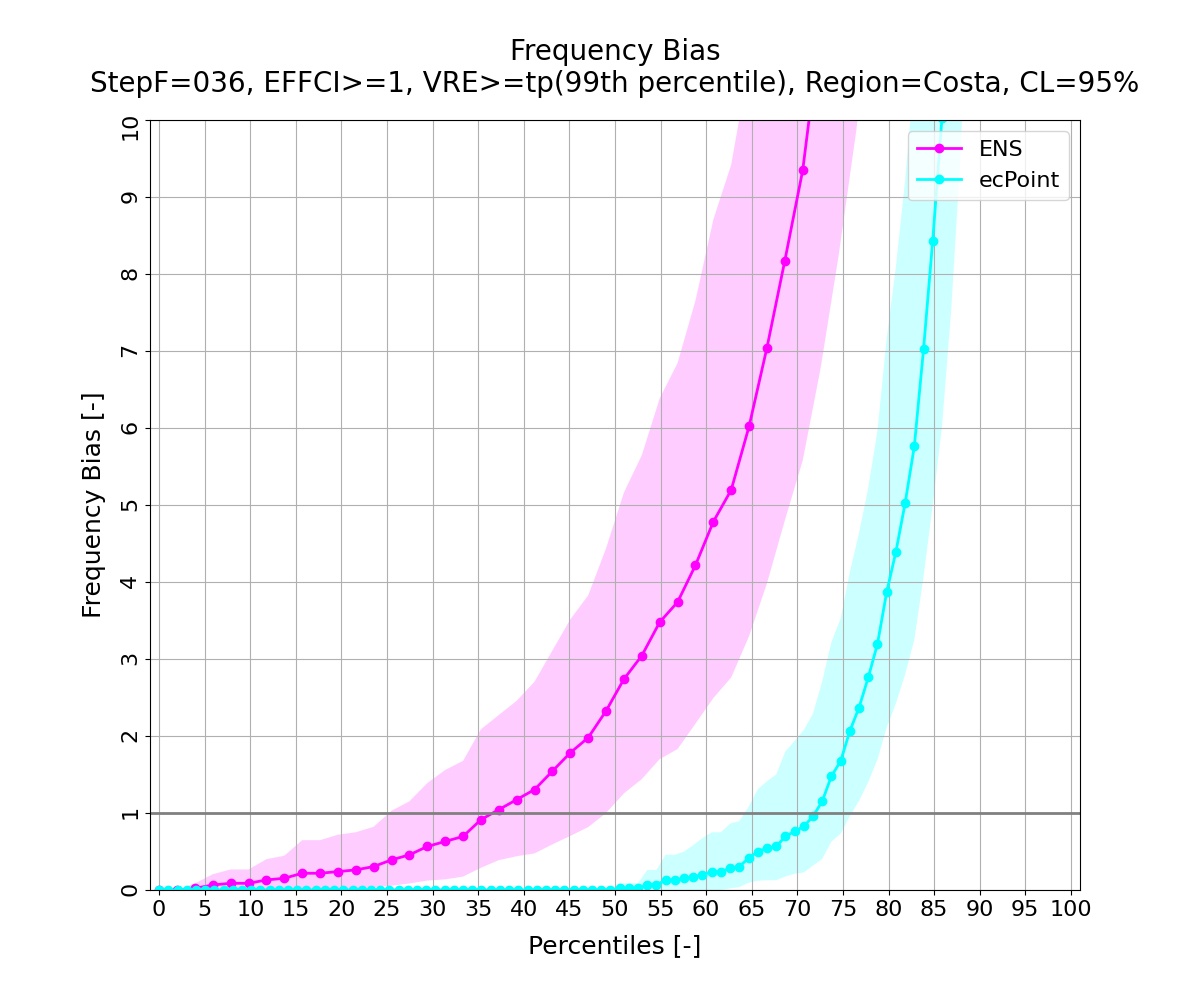 Frequency Bias
StepF=036, EFFCI>=1, VRE>=tp(99th percentile), Region=Costa, CL=95%
10
9
8
7
6
5
4
3
2
1
0
Frequency Bias [-]
ENS
ecPoint
0 5 10 15 20 25 30 35 40 45 50 55 60 65 70 75 80 85 90 95 100
Percentiles [-]